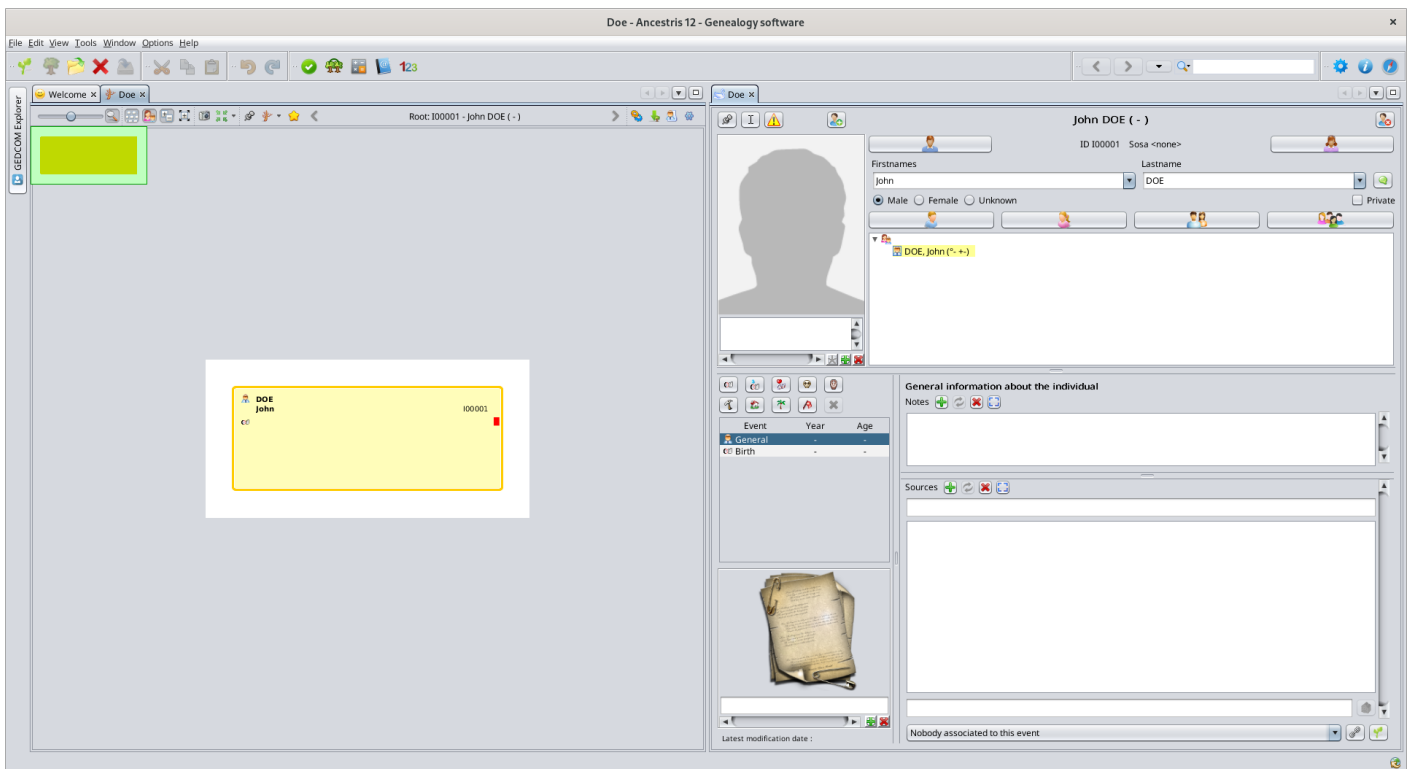 Doe - Ancestris 12 - Genealogy software
File Edit View Tools Window Options Help
123
GEDCOM Explorer
Welcome
Doe
Root: I00001 - John DOE ( - )
DOE
John I00001
Doe
John DOE ( - )
ID I00001 Sosa <none>
Firstnames Lastname
John DOE
Male Female Unknown Private
DOE, John (°- +-)
Event Year Age
General - -
Birth - -
Latest modification date :
General information about the individual
Notes
Sources
Nobody associated to this event